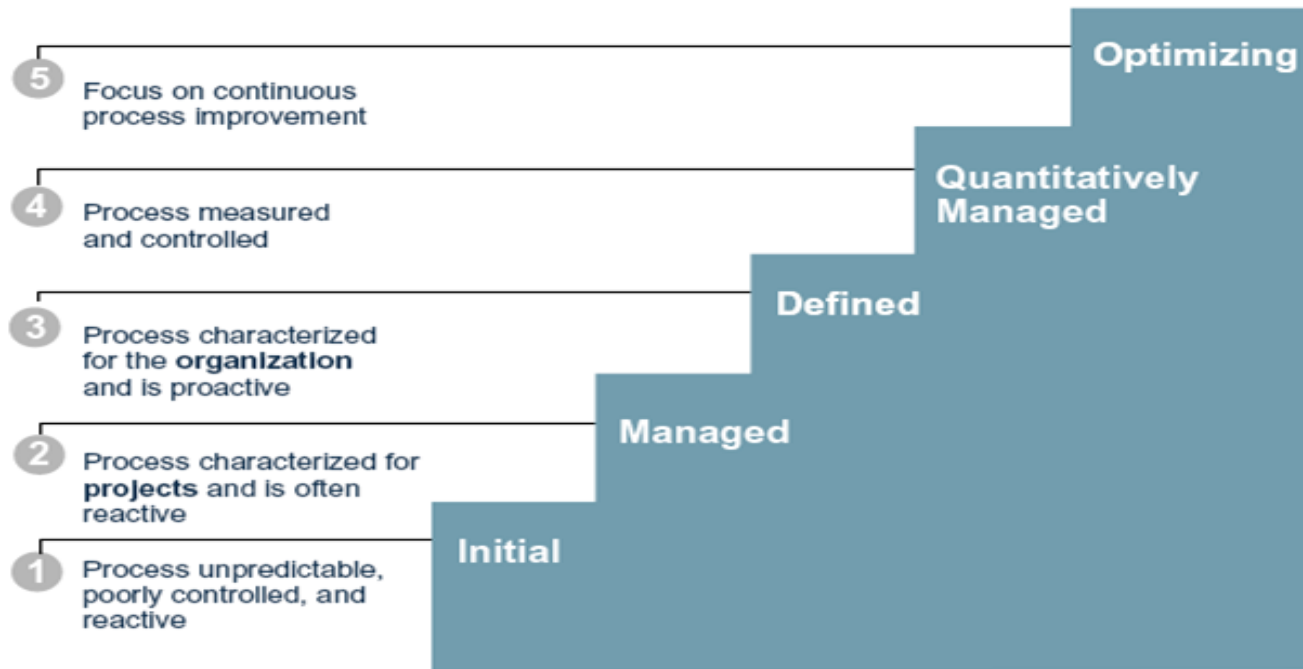 Optimizing
5
Focus on continuous
process improvement
Quantitatively
Managed
4
Process measured
and controlled
Defined
3
Process characterized
for the organization
and is proactive
Managed
2
Process characterized for
projects and is often
reactive
Initial
1
Process unpredictable,
poorly controlled, and
reactive